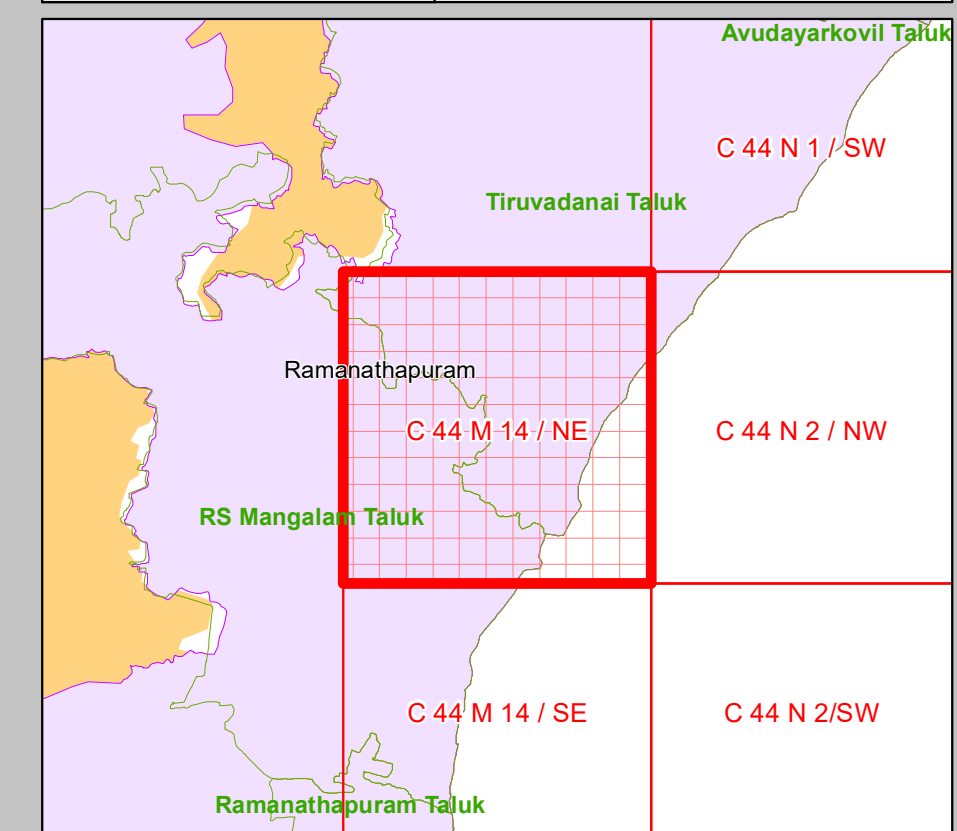 Avudayarkovil Taluk
C 44 N 1 / SW
Tiruvadanai Taluk
Ramanathapuram
C 44 M 14 / NE
C 44 N 2 / NW
RS Mangalam Taluk
C 44 M 14 / SE
C 44 N 2/SW
Ramanathapuram Taluk